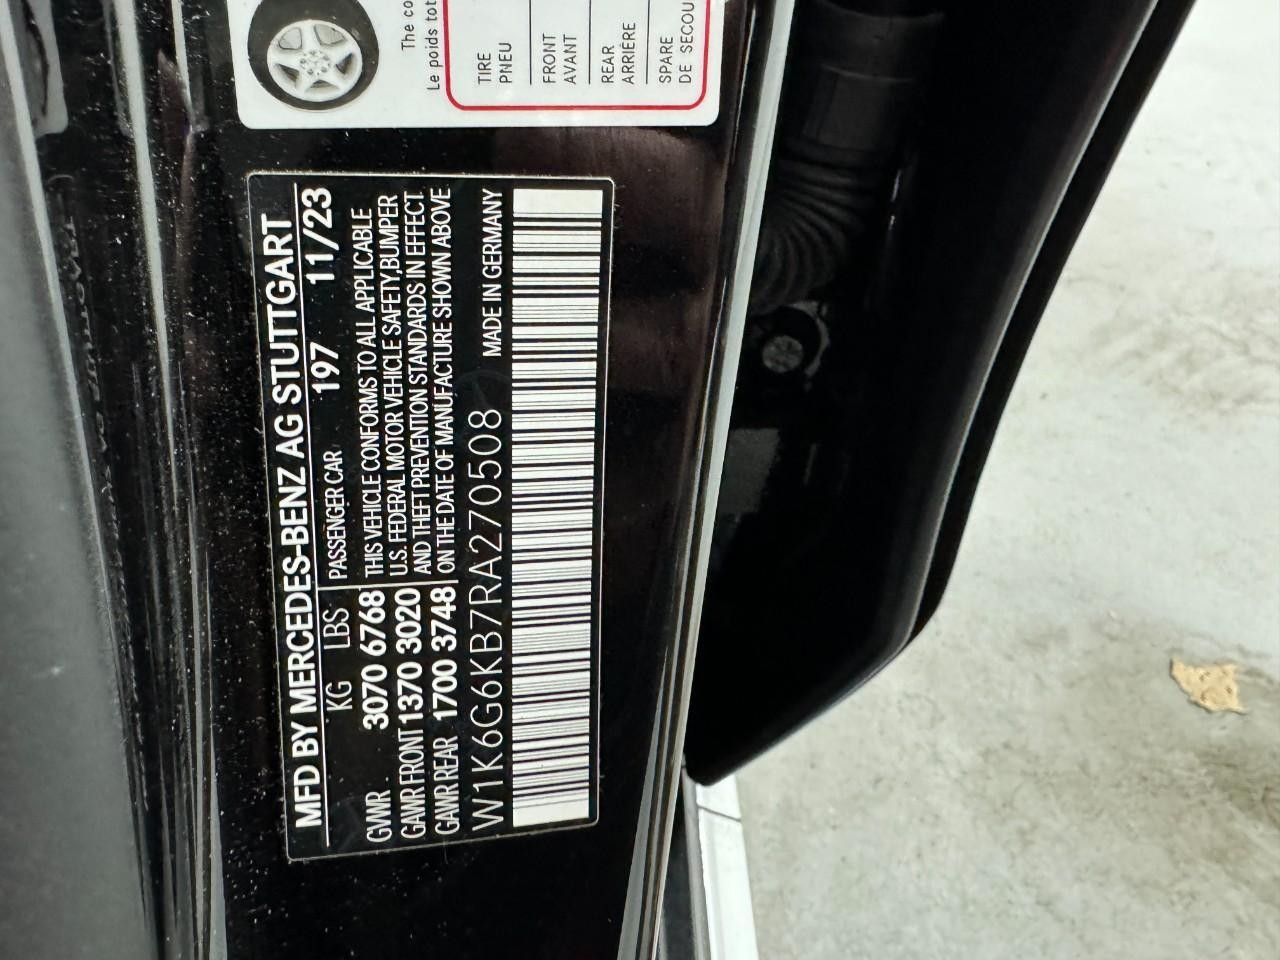 MFD BY MERCEDES-BENZ AG STUTTGART
KG LBS PASSENGER CAR 197 11/23
GVWR 3070 6768 THIS VEHICLE CONFORMS TO ALL APPLICABLE
U.S. FEDERAL MOTOR VEHICLE SAFETY,BUMPER
GAWR FRONT 1370 3020 AND THEFT PREVENTION STANDARDS IN EFFECT
GAWR REAR 1700 3748 ON THE DATE OF MANUFACTURE SHOWN ABOVE
W1K6G6KB7RA270508 MADE IN GERMANY
The
Le poids
TIRE
PNEU
FRONT
AVANT
REAR
ARRIÈRE
SPARE
DE